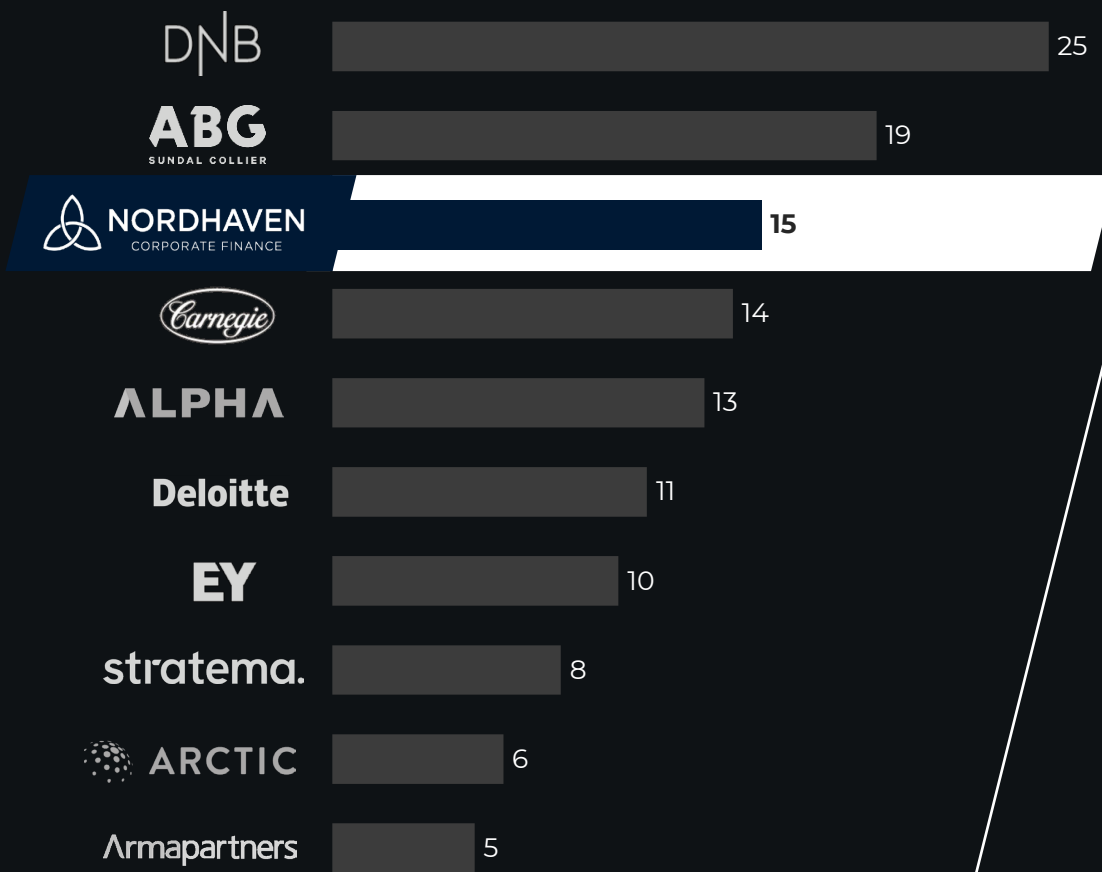 DNB 25
ABG 19
SUNDAL COLLIER
NORDHAVEN 15
CORPORATE FINANCE
Carnegie 14
ALPHA 13
Deloitte 11
EY 10
stratema. 8
ARCTIC 6
Armapartners 5